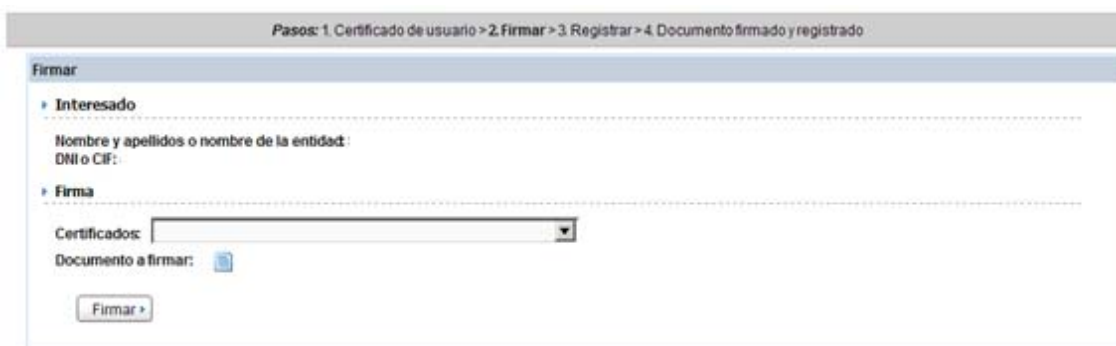 Pasos: 1. Certificado de usuario > 2. Firmar > 3. Registrar > 4. Documento firmado y registrado
Firmar
Interesado
Nombre y apellidos o nombre de la entidad:
DNI o CIF:
Firma
Certificados:
Documento a firmar:
Firmar